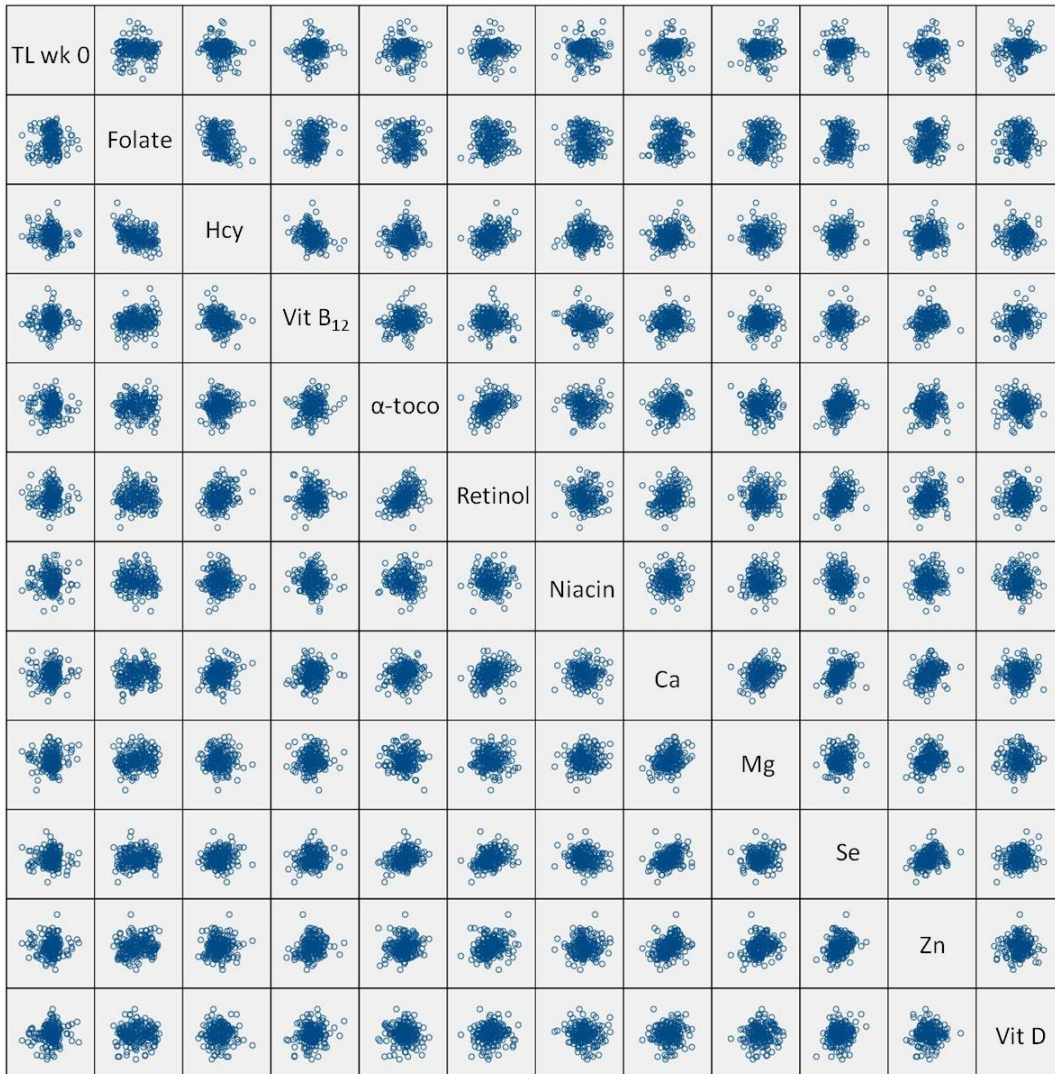 TL wk 0
Folate
Hcy
Vit B₁₂
α-toco
Retinol
Niacin
Ca
Mg
Se
Zn
Vit D